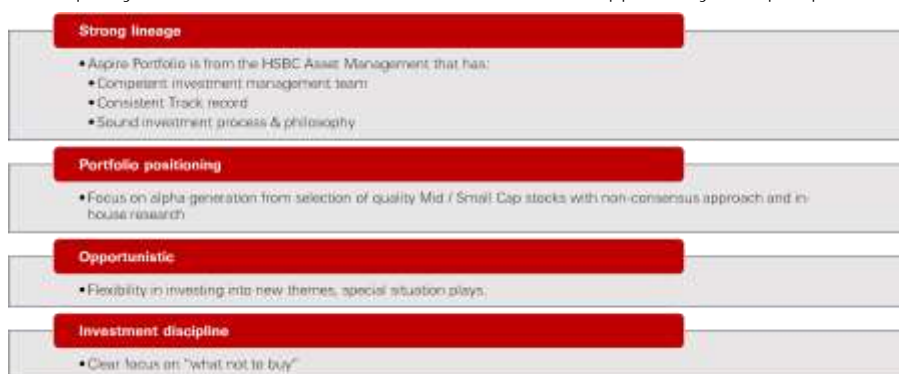 Strong lineage
• Aspire Portfolio is from the HSBC Asset Management that has:
• Competent investment management team
• Consistent Track record
• Sound investment process & philosophy
Portfolio positioning
• Focus on alpha generation from selection of quality Mid / Small Cap stocks with non-consensus approach and in-
house research
Opportunistic
• Flexibility in investing into new themes, special situation plays.
Investment discipline
• Clear focus on "what not to buy"